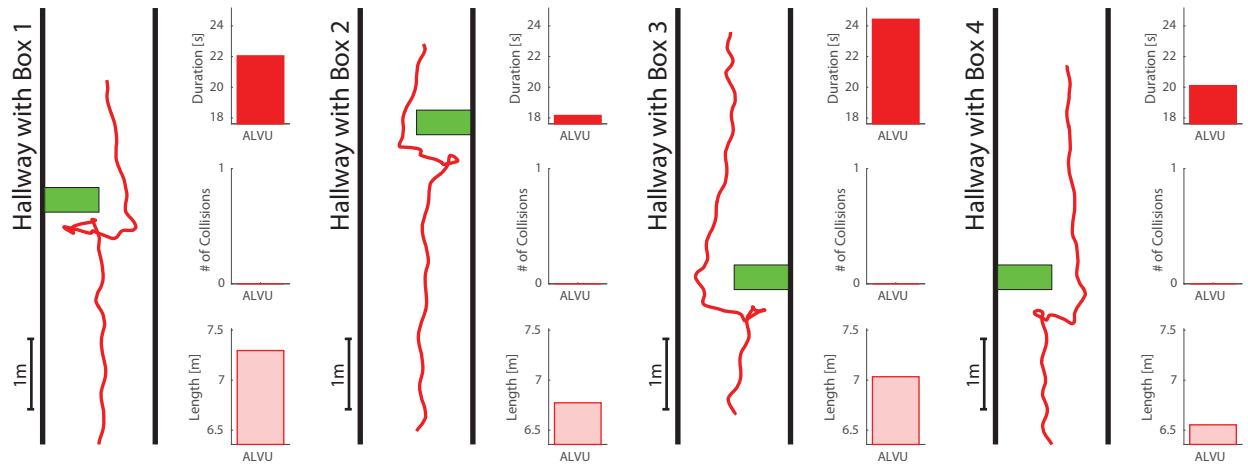 Hallway with Box 1
1m
Duration [s]
24
22
20
18
ALVU
# of Collisions
1
0
ALVU
Length [m]
7.5
7
6.5
ALVU
Hallway with Box 2
1m
Duration [s]
24
22
20
18
ALVU
# of Collisions
1
0
ALVU
Length [m]
7.5
7
6.5
ALVU
Hallway with Box 3
1m
Duration [s]
24
22
20
18
ALVU
# of Collisions
1
0
ALVU
Length [m]
7.5
7
6.5
ALVU
Hallway with Box 4
1m
Duration [s]
24
22
20
18
ALVU
# of Collisions
1
0
ALVU
Length [m]
7.5
7
6.5
ALVU